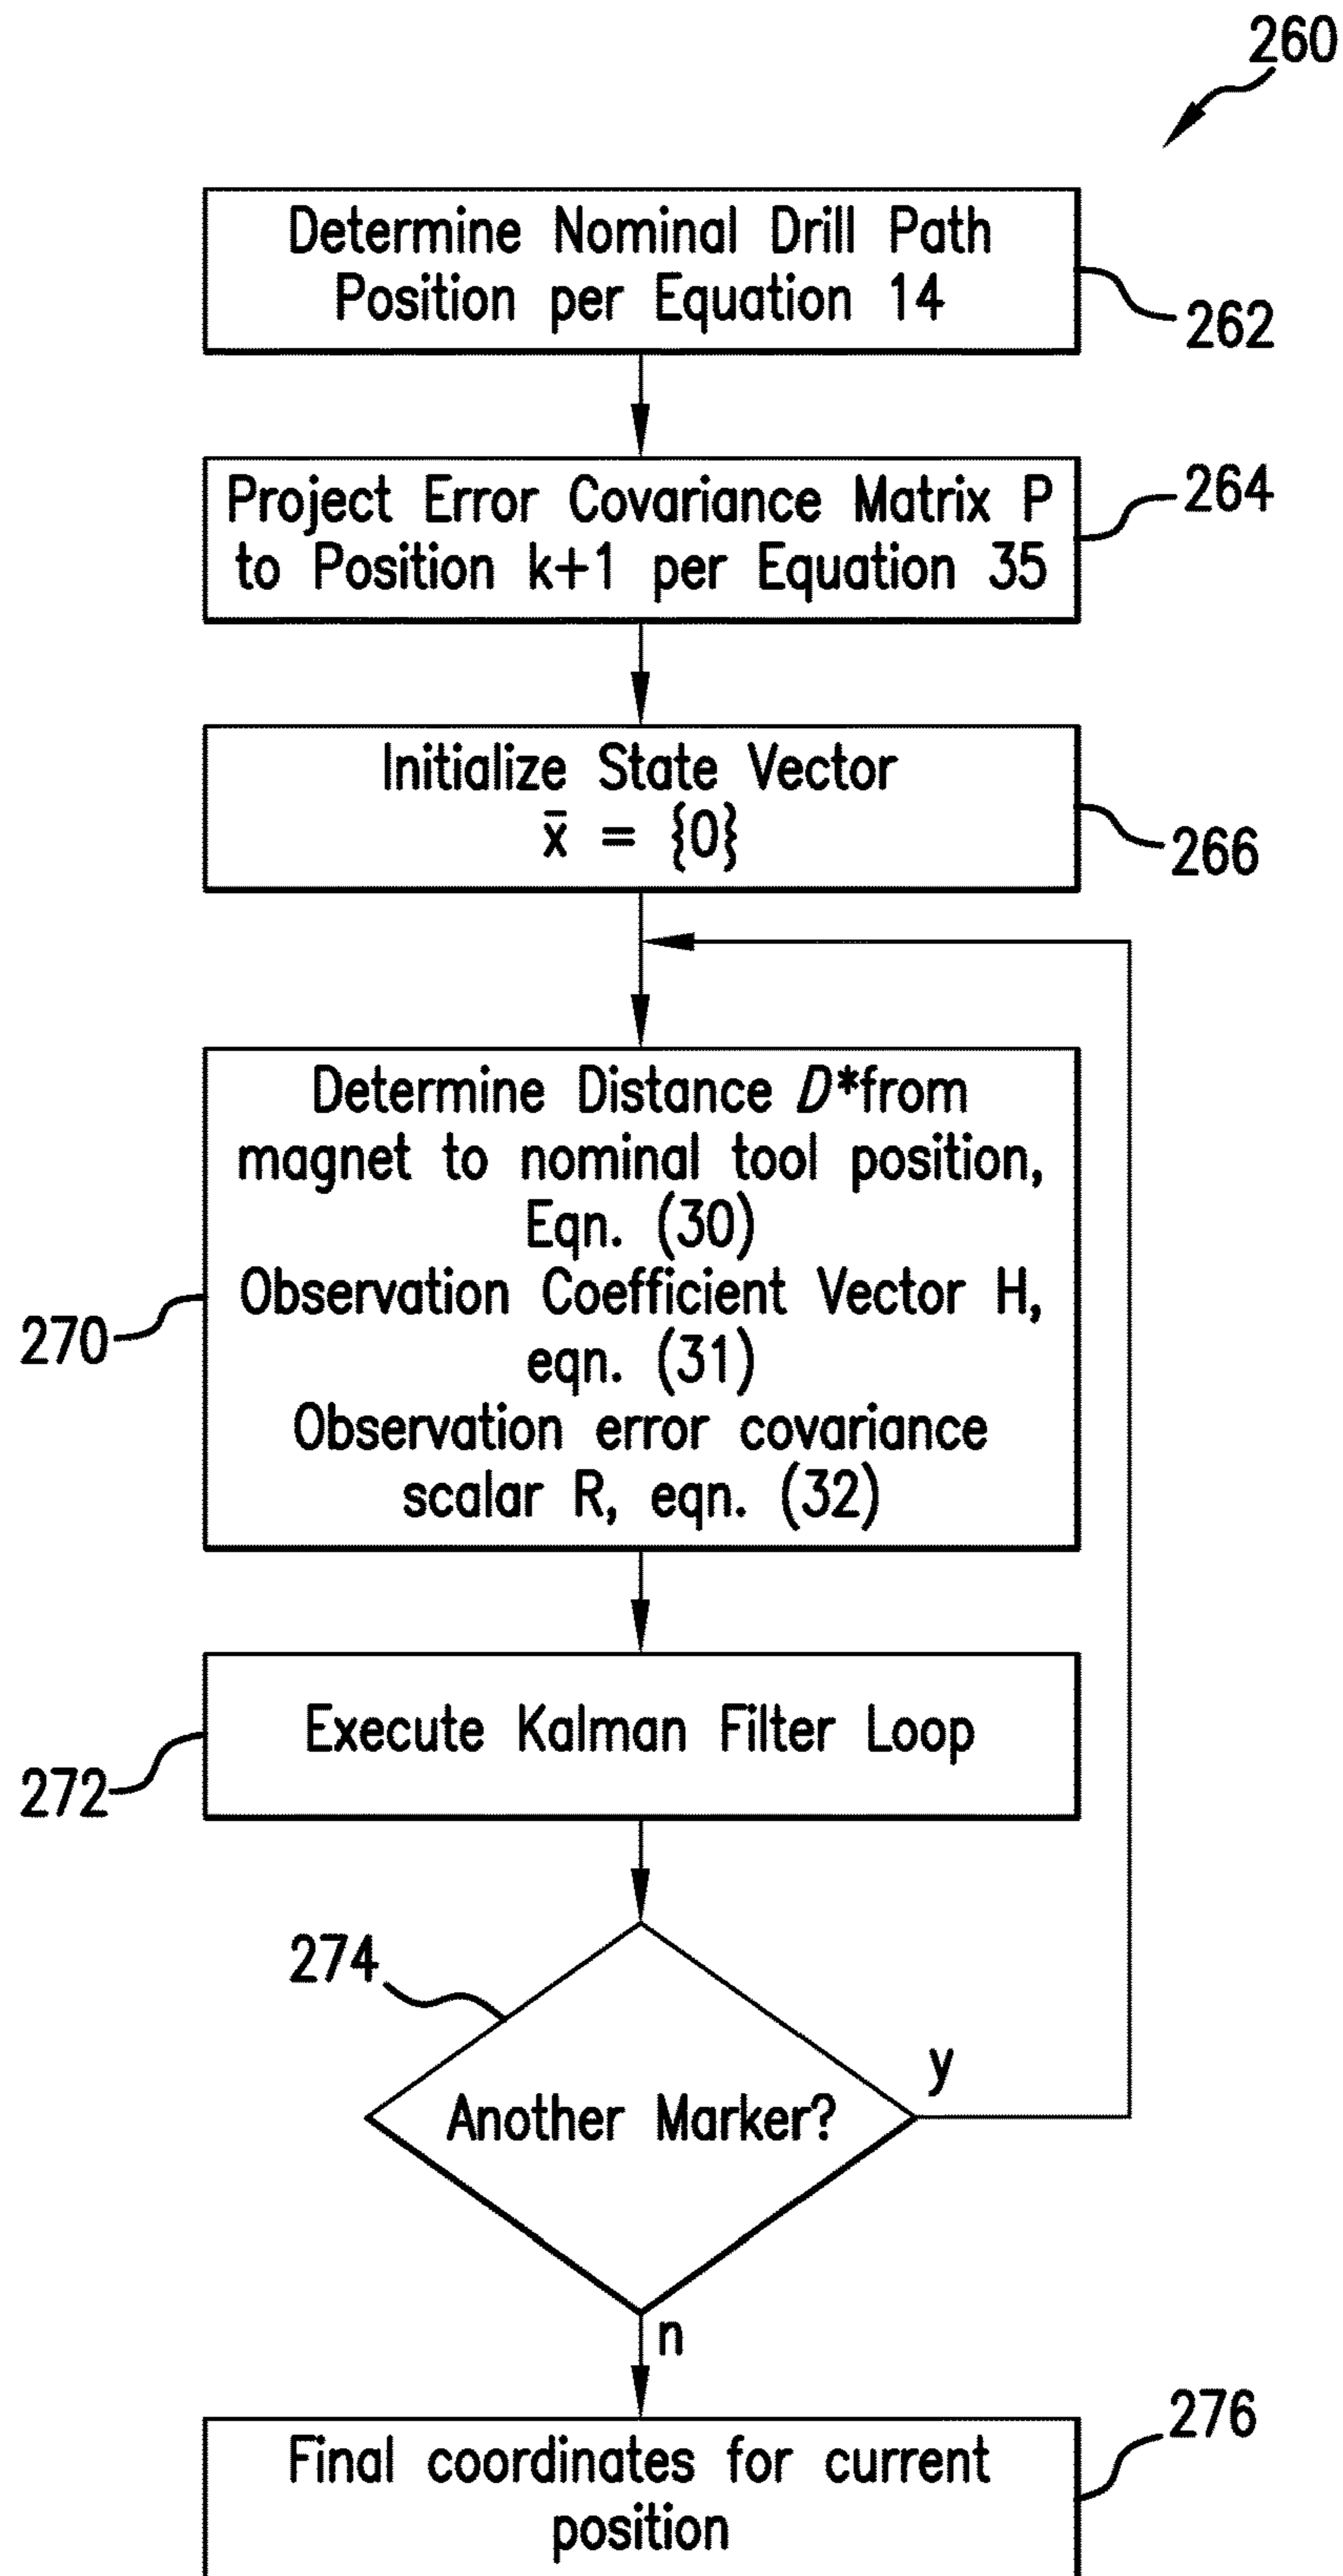 260
Determine Nominal Drill Path
Position per Equation 14
262
Project Error Covariance Matrix P
to Position k+1 per Equation 35
264
Initialize State Vector
x̄ = {0}
266
Determine Distance D*from
magnet to nominal tool position,
Eqn. (30)
Observation Coefficient Vector H,
eqn. (31)
Observation error covariance
scalar R, eqn. (32)
270
Execute Kalman Filter Loop
272
274
Another Marker?
y
n
Final coordinates for current
position
276